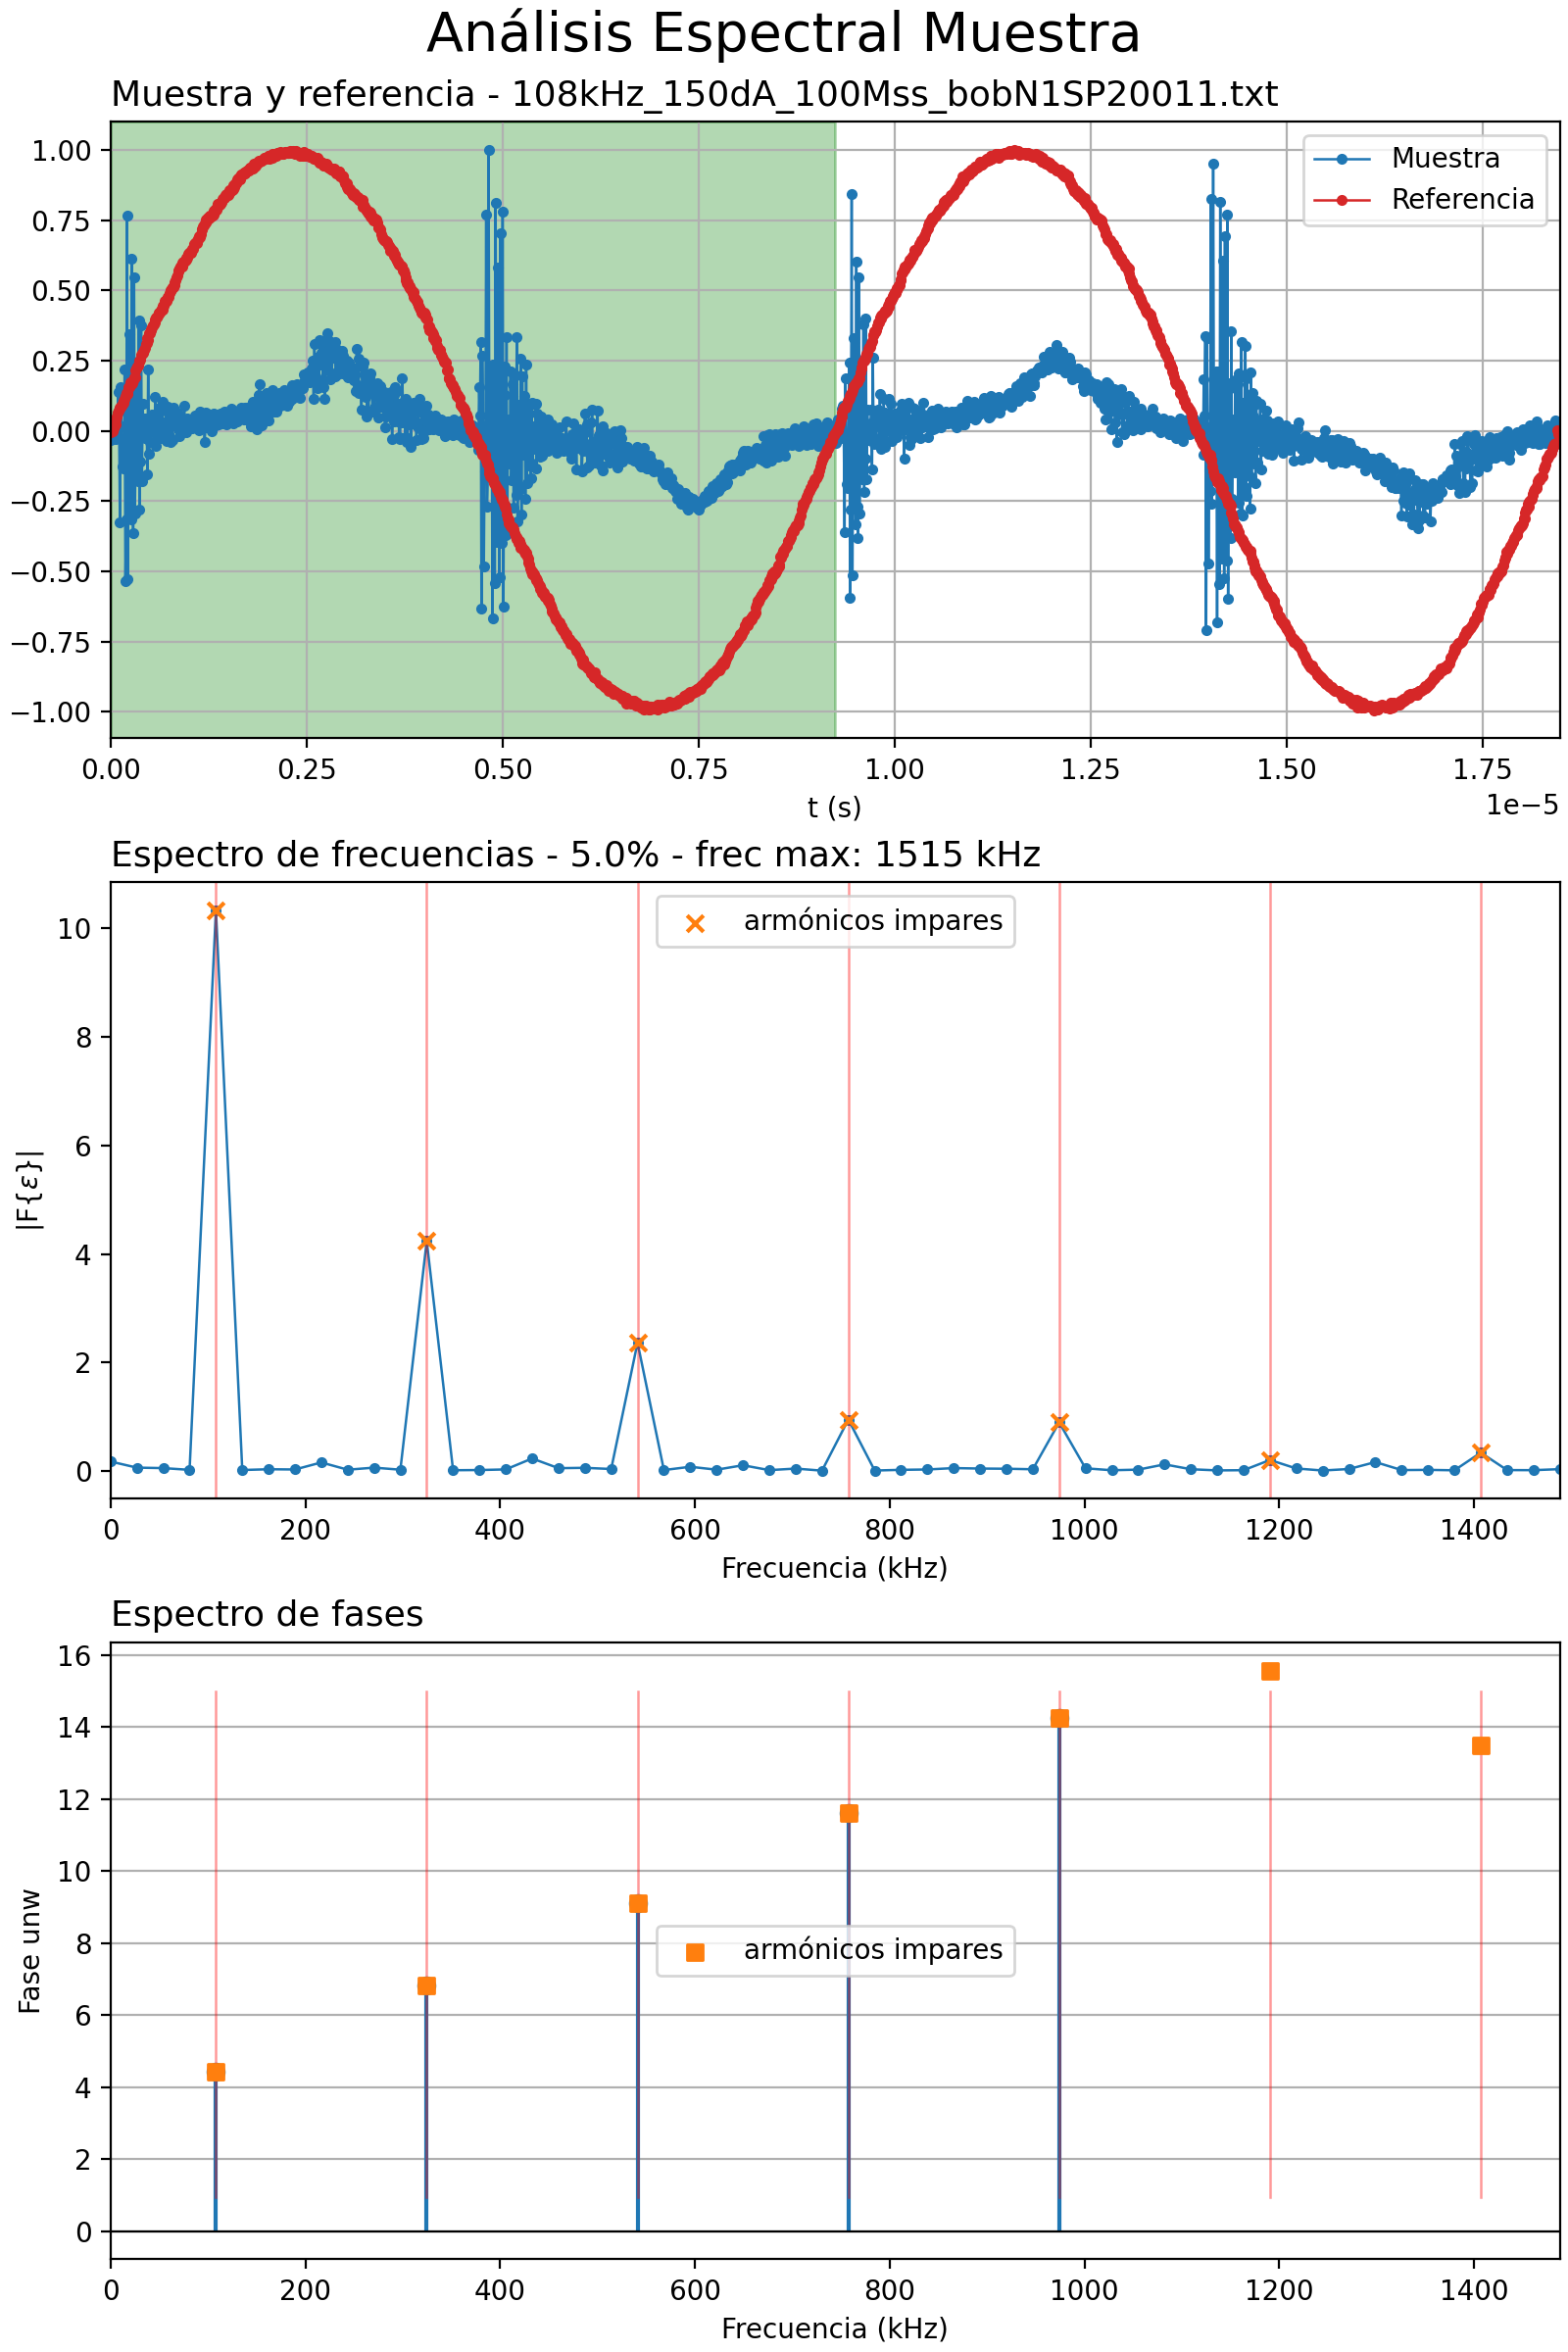 Análisis Espectral Muestra
Muestra y referencia - 108kHz_150dA_100Mss_bobN1SP20011.txt
1.00
0.75
0.50
0.25
0.00
−0.25
−0.50
−0.75
−1.00
Muestra
Referencia
0.00 0.25 0.50 0.75 1.00 1.25 1.50 1.75
1e−5
t (s)
Espectro de frecuencias - 5.0% - frec max: 1515 kHz
armónicos impares
10
8
6
4
2
0
|F{ε}|
0 200 400 600 800 1000 1200 1400
Frecuencia (kHz)
Espectro de fases
16
14
12
10
8
6
4
2
0
Fase unw
armónicos impares
0 200 400 600 800 1000 1200 1400
Frecuencia (kHz)